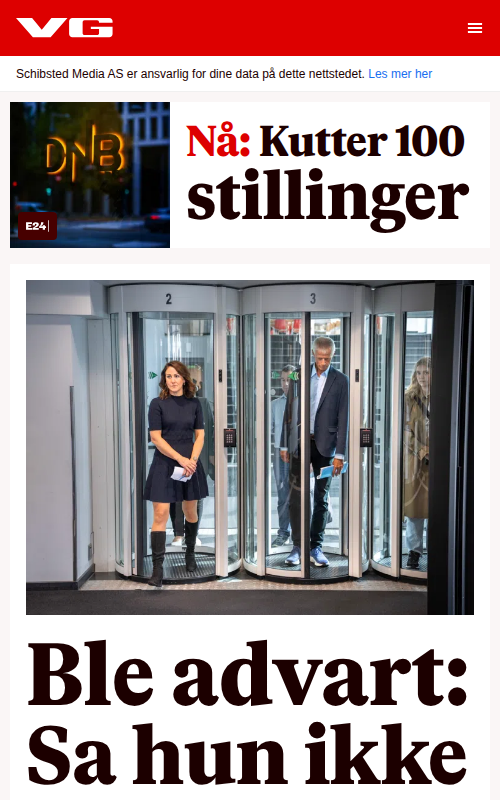 VG
Schibsted Media AS er ansvarlig for dine data på dette nettstedet. Les mer her
DNB
E24
Nå: Kutter 100
stillinger
2 3
Ble advart:
Sa hun ikke